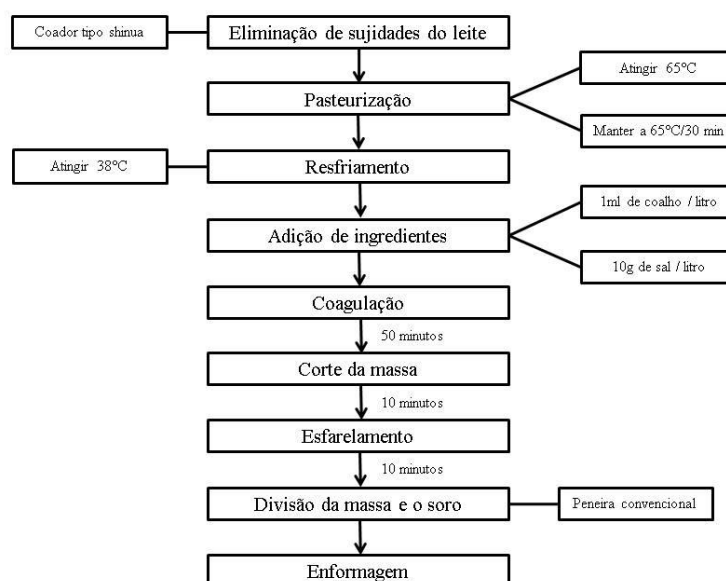 Coador tipo shinua
Eliminação de sujidades do leite
Atingir 65ºC
Pasteurização
Manter a 65ºC/30 min
Atingir 38ºC
Resfriamento
1ml de coalho / litro
Adição de ingredientes
10g de sal / litro
Coagulação
50 minutos
Corte da massa
10 minutos
Esfarelamento
10 minutos
Divisão da massa e o soro
Peneira convencional
Enformagem